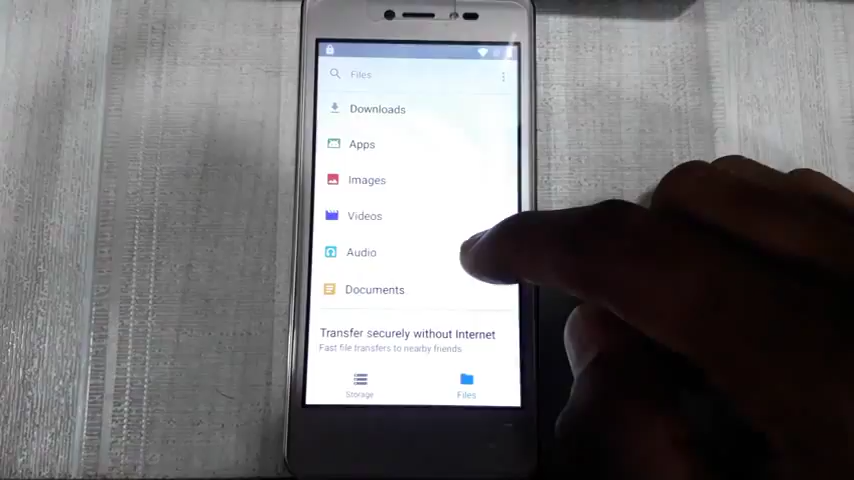 Files
Downloads
Apps
Images
Videos
Audio
Documents
Transfer securely without Internet
Fast file transfers to nearby friends
Storage
Files